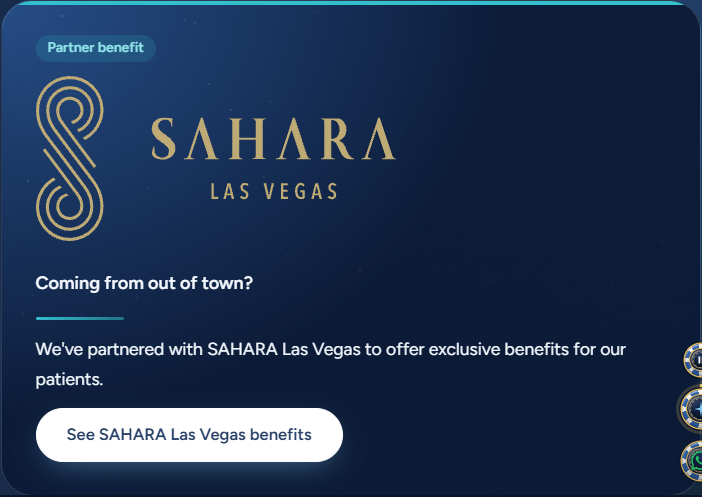 Partner benefit
SAHARA
LAS VEGAS
Coming from out of town?
We've partnered with SAHARA Las Vegas to offer exclusive benefits for our
patients.
See SAHARA Las Vegas benefits